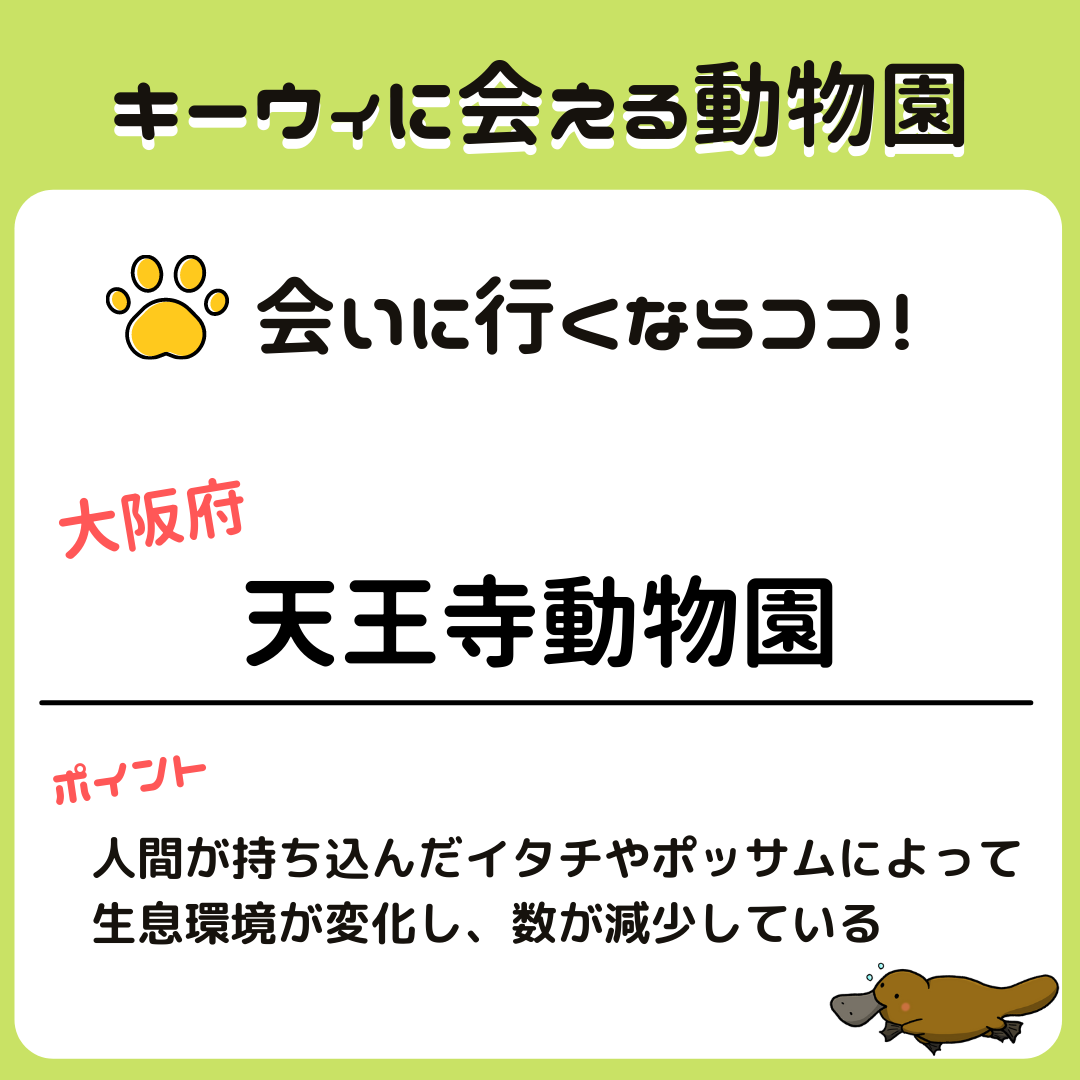 キーウィに会える動物園
会いに行くならココ!
大阪府
天王寺動物園
ポイント
人間が持ち込んだイタチやポッサムによって
生息環境が変化し、数が減少している